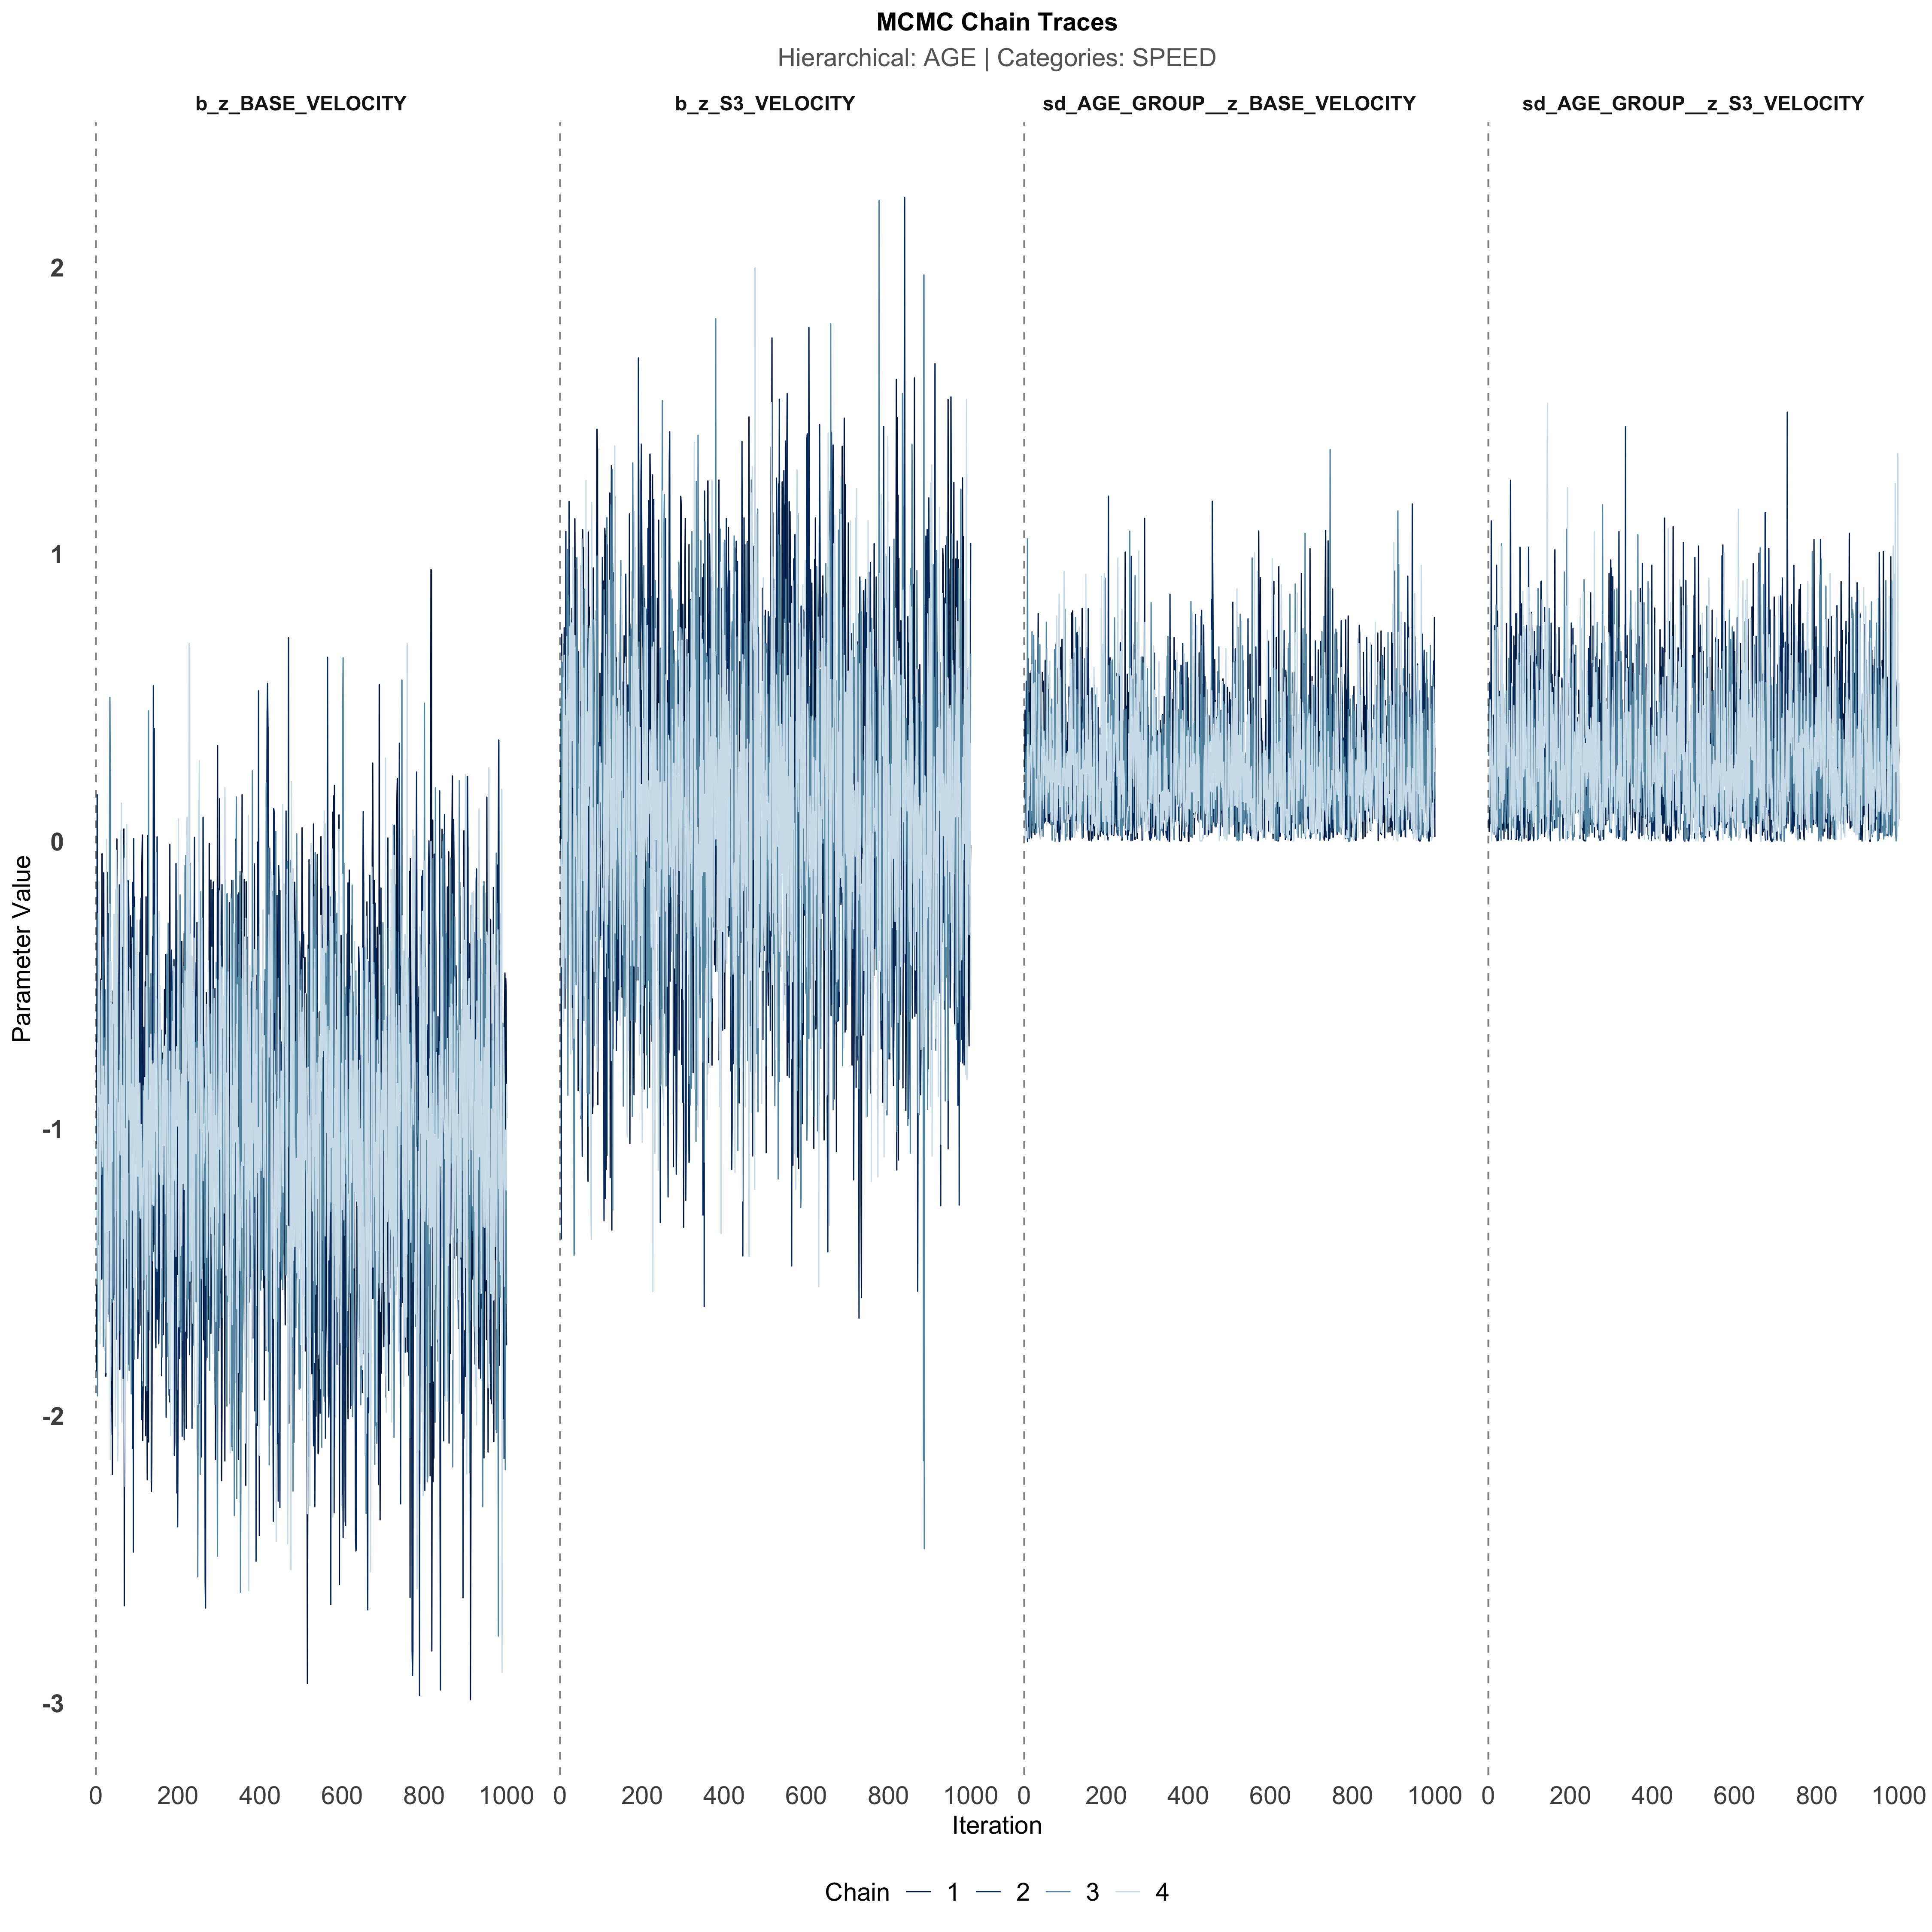 MCMC Chain Traces
Hierarchical: AGE | Categories: SPEED
b_z_BASE_VELOCITY b_z_S3_VELOCITY sd_AGE_GROUP__z_BASE_VELOCITY sd_AGE_GROUP__z_S3_VELOCITY
2
1
0
-1
-2
-3
Parameter Value
0 200 400 600 800 1000 0 200 400 600 800 1000 0 200 400 600 800 1000 0 200 400 600 800 1000
Iteration
Chain 1 2 3 4